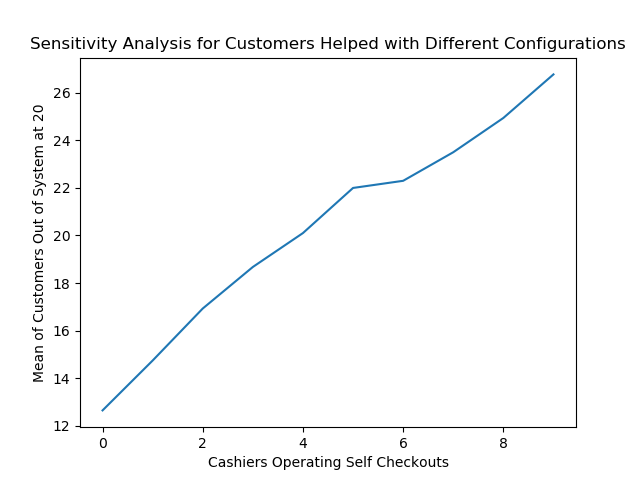 Sensitivity Analysis for Customers Helped with Different Configurations
Mean of Customers Out of System at 20
26
24
22
20
18
16
14
12
0 2 4 6 8
Cashiers Operating Self Checkouts